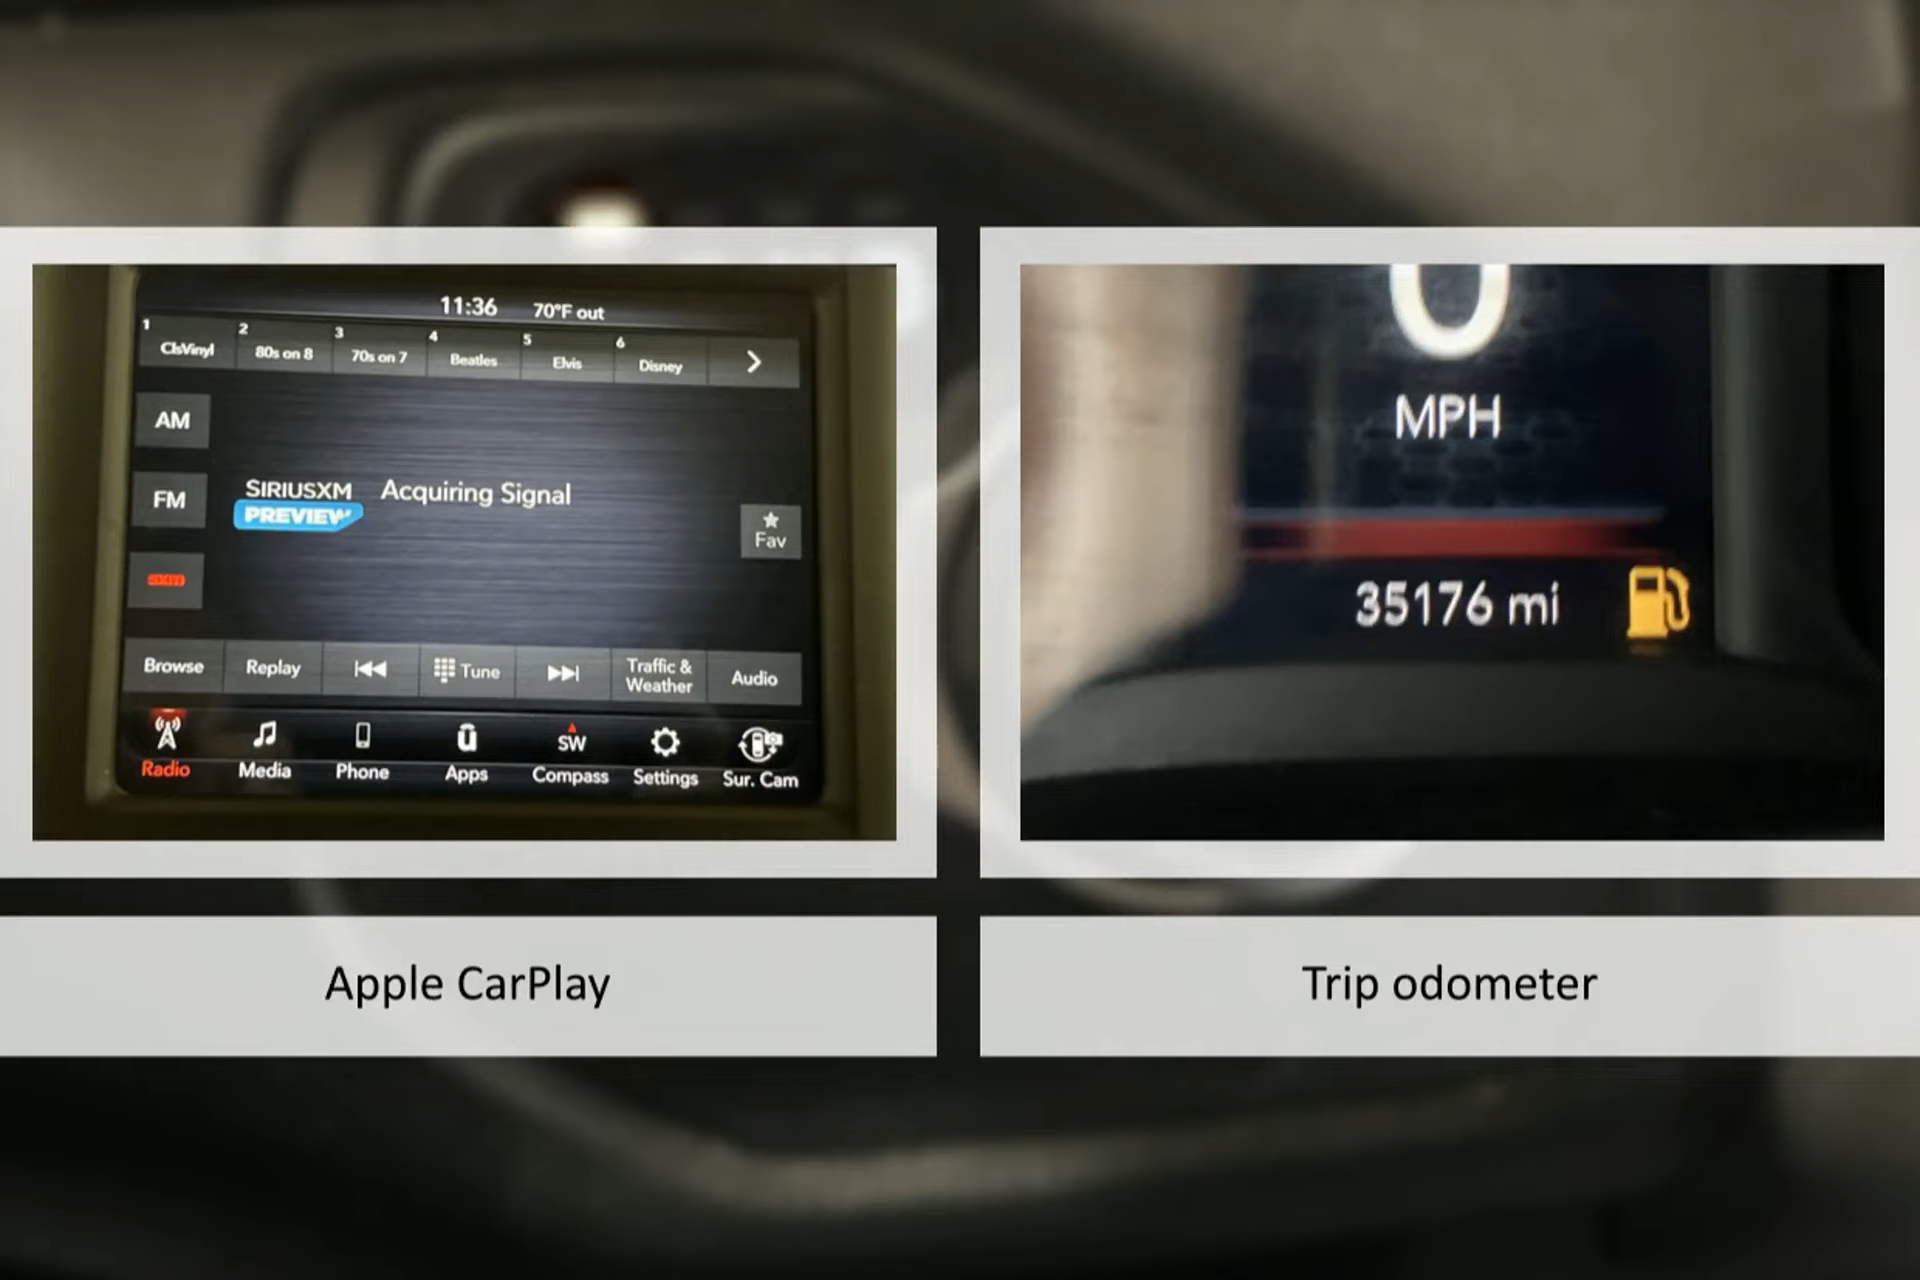 11:36 70°F out
1 ClsVinyl 2 80s on 8 3 70s on 7 4 Beatles 5 Elvis 6 Disney
AM
SIRIUSXM Acquiring Signal
FM
PREVIEW
Fav
sxm
Browse Replay Tune Traffic & Weather Audio
SW
Radio Media Phone Apps Compass Settings Sur. Cam
0
MPH
35176 mi
Apple CarPlay
Trip odometer